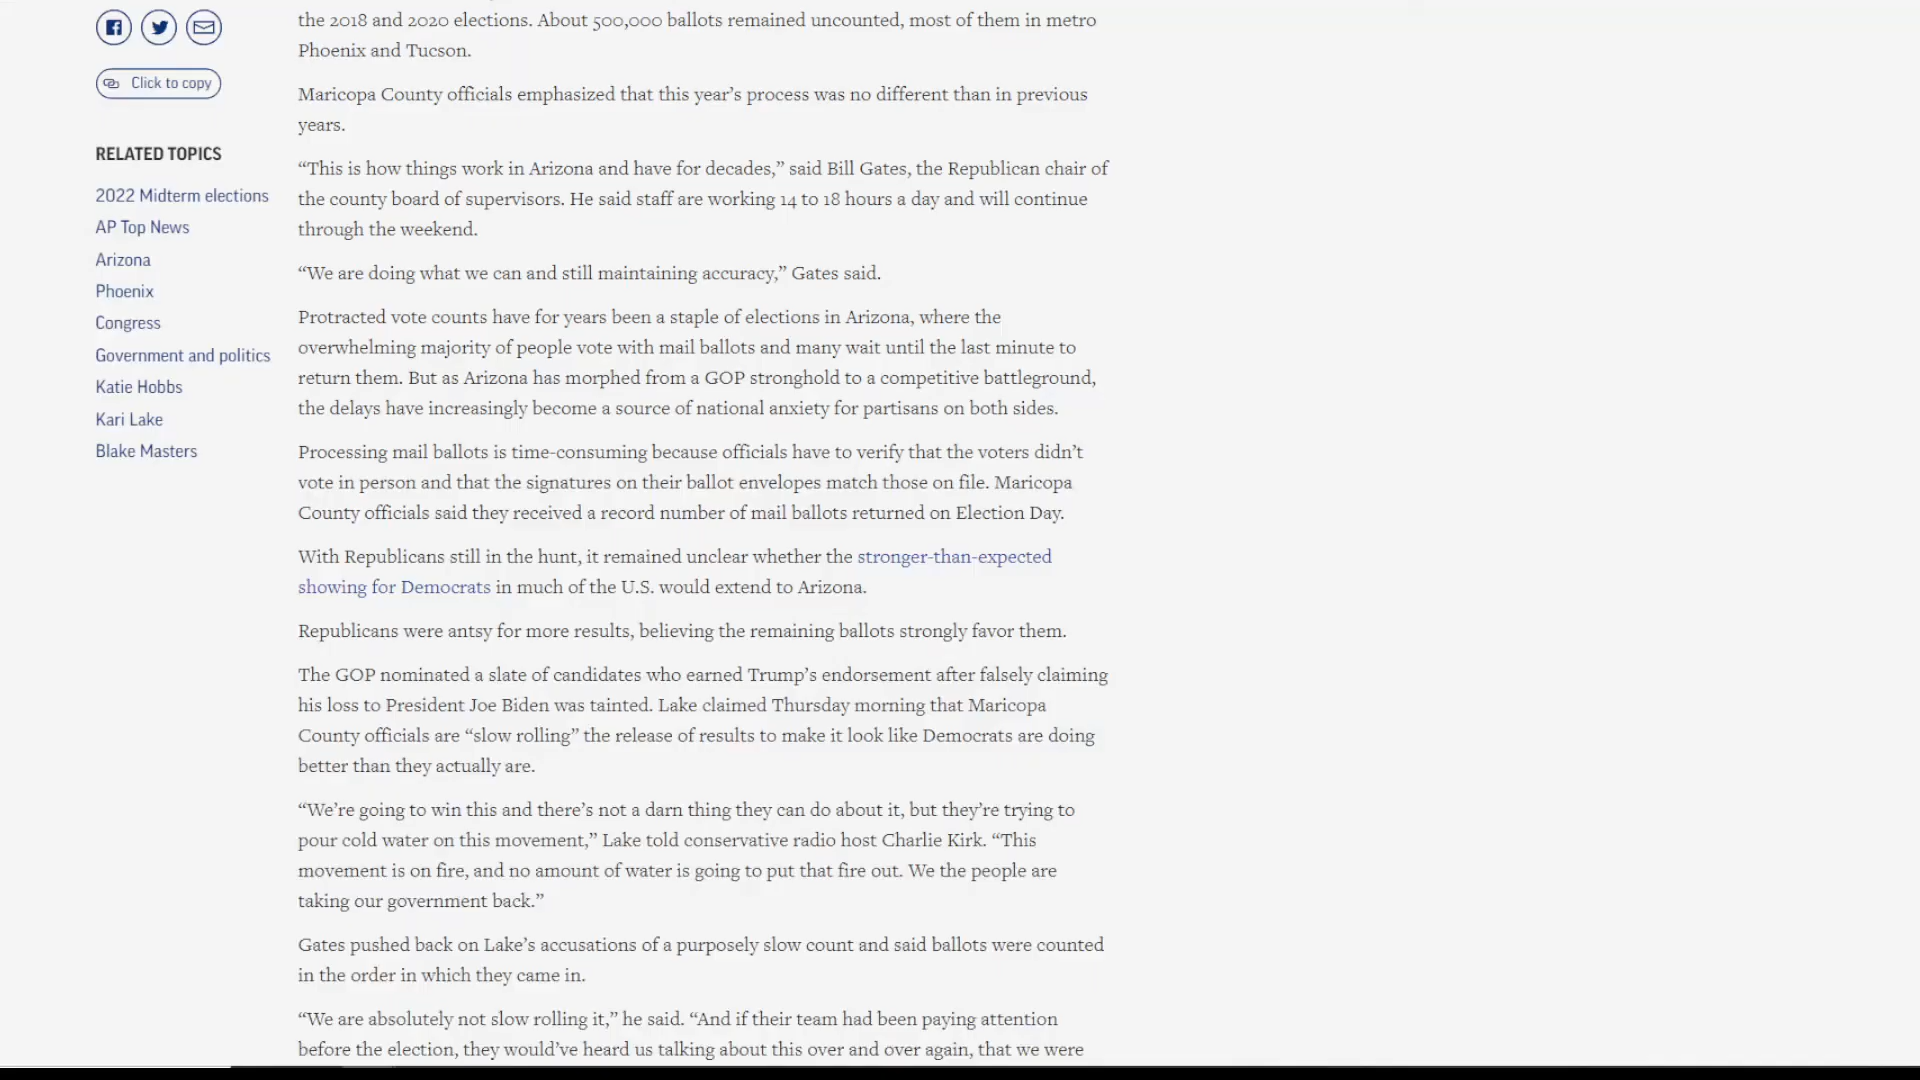 Click to copy
RELATED TOPICS
2022 Midterm elections
AP Top News
Arizona
Phoenix
Congress
Government and politics
Katie Hobbs
Kari Lake
Blake Masters
the 2018 and 2020 elections. About 500,000 ballots remained uncounted, most of them in metro
Phoenix and Tucson.
Maricopa County officials emphasized that this year’s process was no different than in previous
years.
“This is how things work in Arizona and have for decades,” said Bill Gates, the Republican chair of
the county board of supervisors. He said staff are working 14 to 18 hours a day and will continue
through the weekend.
“We are doing what we can and still maintaining accuracy,” Gates said.
Protracted vote counts have for years been a staple of elections in Arizona, where the
overwhelming majority of people vote with mail ballots and many wait until the last minute to
return them. But as Arizona has morphed from a GOP stronghold to a competitive battleground,
the delays have increasingly become a source of national anxiety for partisans on both sides.
Processing mail ballots is time-consuming because officials have to verify that the voters didn’t
vote in person and that the signatures on their ballot envelopes match those on file. Maricopa
County officials said they received a record number of mail ballots returned on Election Day.
With Republicans still in the hunt, it remained unclear whether the stronger-than-expected
showing for Democrats in much of the U.S. would extend to Arizona.
Republicans were antsy for more results, believing the remaining ballots strongly favor them.
The GOP nominated a slate of candidates who earned Trump’s endorsement after falsely claiming
his loss to President Joe Biden was tainted. Lake claimed Thursday morning that Maricopa
County officials are “slow rolling” the release of results to make it look like Democrats are doing
better than they actually are.
“We’re going to win this and there’s not a darn thing they can do about it, but they’re trying to
pour cold water on this movement,” Lake told conservative radio host Charlie Kirk. “This
movement is on fire, and no amount of water is going to put that fire out. We the people are
taking our government back.”
Gates pushed back on Lake’s accusations of a purposely slow count and said ballots were counted
in the order in which they came in.
“We are absolutely not slow rolling it,” he said. “And if their team had been paying attention
before the election, they would’ve heard us talking about this over and over again, that we were